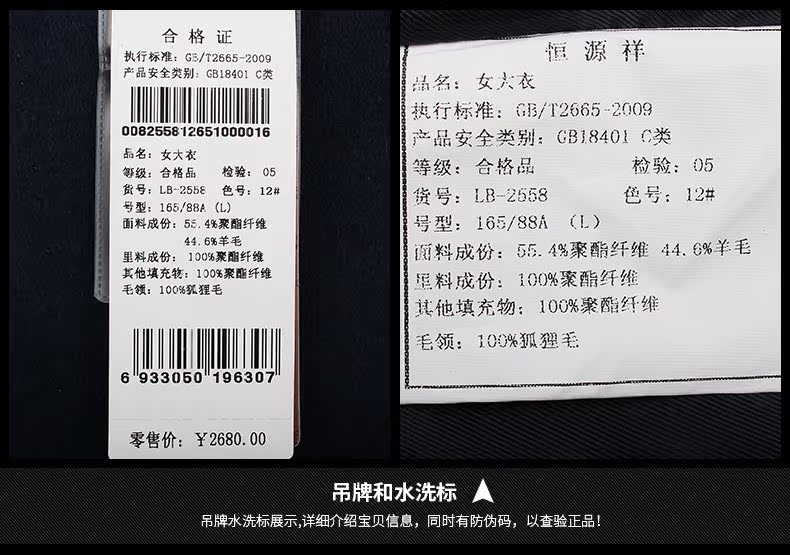 合格证
执行标准：GB/T2665-2009
产品安全类别：GB18401 C类
00825581265100016
品名：女大衣
等级：合格品 检验：05
货号：LB-2558 色号：12#
号型：165/88A（L）
面料成份：55.4%聚酯纤维
44.6%羊毛
里料成份：100%聚酯纤维
其他填充物：100%聚酯纤维
毛领：100%狐狸毛
6 933050 196307
零售价：￥2680.00
恒源祥
品名：女大衣
执行标准：GB/T2665-2009
产品安全类别：GB18401 C类
等级：合格品 检验：05
货号：LB-2558 色号：12#
号型：165/88A （L）
面料成份：55.4%聚酯纤维 44.6%羊毛
里料成份：100%聚酯纤维
其他填充物：100%聚酯纤维
毛领：100%狐狸毛
吊牌和水洗标
吊牌水洗标展示,详细介绍宝贝信息，同时有防伪码，以查验正品！